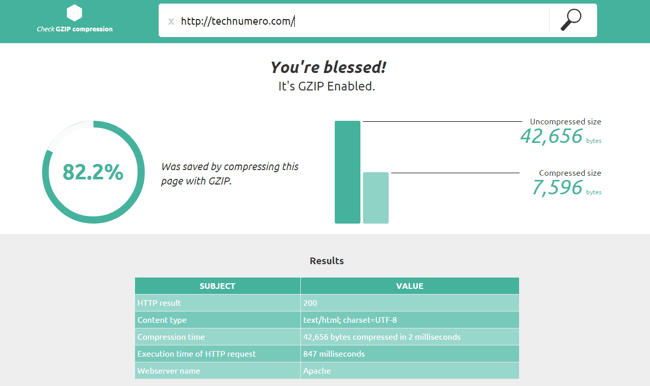 Check GZIP compression
x http://technumero.com/
You're blessed!
It's GZIP Enabled.
82.2%
Was saved by compressing this
page with GZIP.
Uncompressed size
42,656 bytes
Compressed size
7,596 bytes
Results
SUBJECT VALUE
HTTP result 200
Content type text/html; charset=UTF-8
Compression time 42,656 bytes compressed in 2 milliseconds
Execution time of HTTP request 847 milliseconds
Webserver name Apache